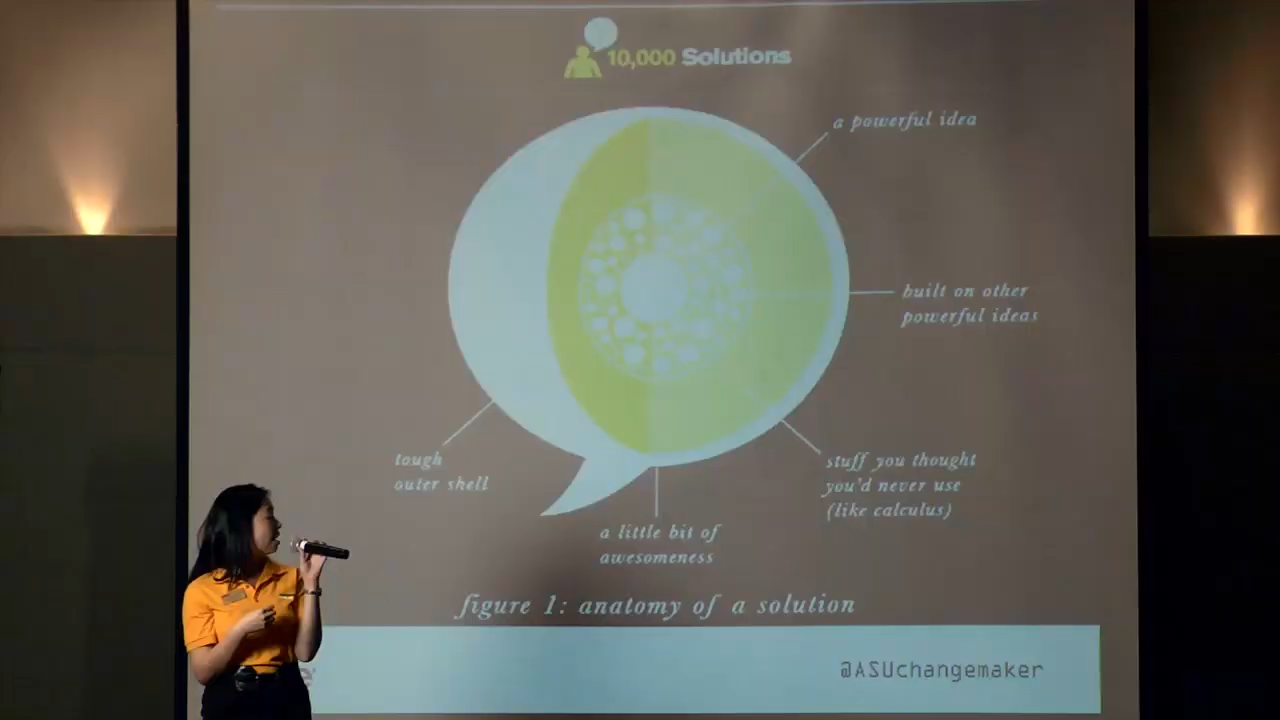 10,000 Solutions
a powerful idea
built on other
powerful ideas
tough
outer shell
stuff you thought
you'd never use
(like calculus)
a little bit of
awesomeness
figure 1: anatomy of a solution
@ASUchangemaker